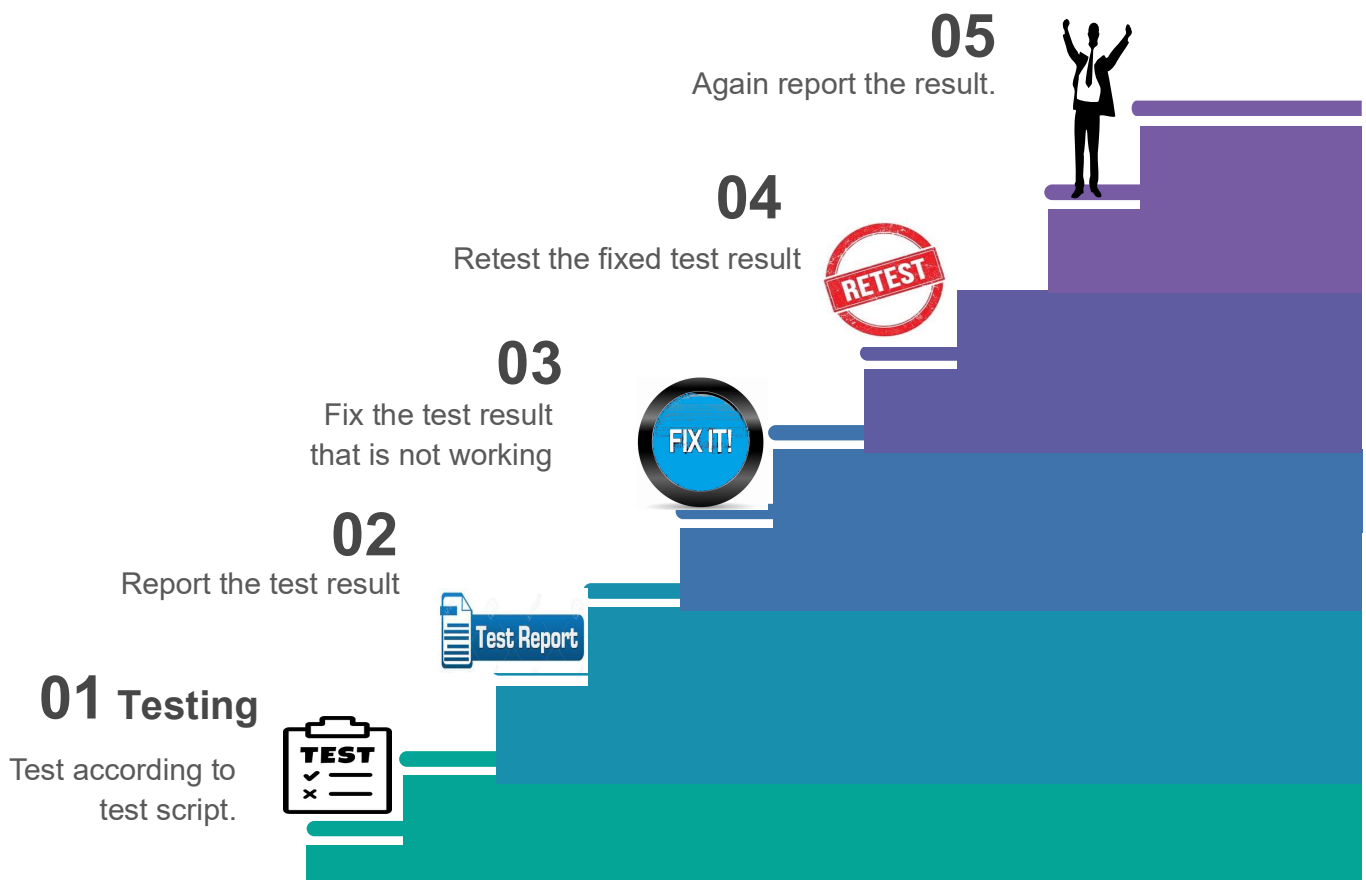 05
Again report the result.
04
Retest the fixed test result
RETEST
03
Fix the test result
that is not working
FIX IT!
02
Report the test result
Test Report
01 Testing
TEST
Test according to
test script.